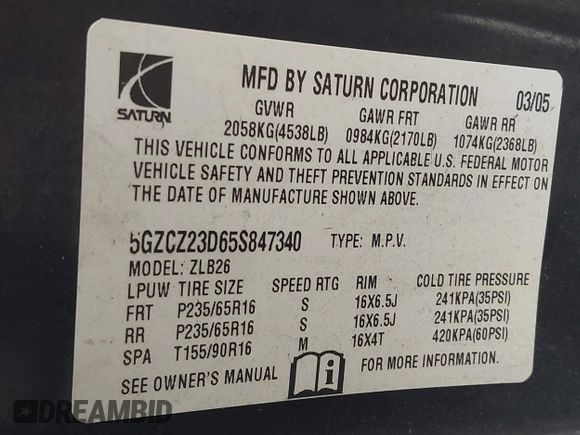 SATURN
MFD BY SATURN CORPORATION 03/05
GVWR GAWR FRT GAWR RR
2058KG(4538LB) 0984KG(2170LB) 1074KG(2368LB)
THIS VEHICLE CONFORMS TO ALL APPLICABLE U.S. FEDERAL MOTOR
VEHICLE SAFETY AND THEFT PREVENTION STANDARDS IN EFFECT ON
THE DATE OF MANUFACTURE SHOWN ABOVE.
5GZCZ23D65S847340 TYPE: M.P.V.
MODEL: ZLB26
LPUW TIRE SIZE SPEED RTG RIM COLD TIRE PRESSURE
FRT P235/65R16 S 16X6.5J 241KPA(35PSI)
RR P235/65R16 S 16X6.5J 241KPA(35PSI)
SPA T155/90R16 M 16X4T 420KPA(60PSI)
SEE OWNER'S MANUAL i FOR MORE INFORMATION.
DREAMBID